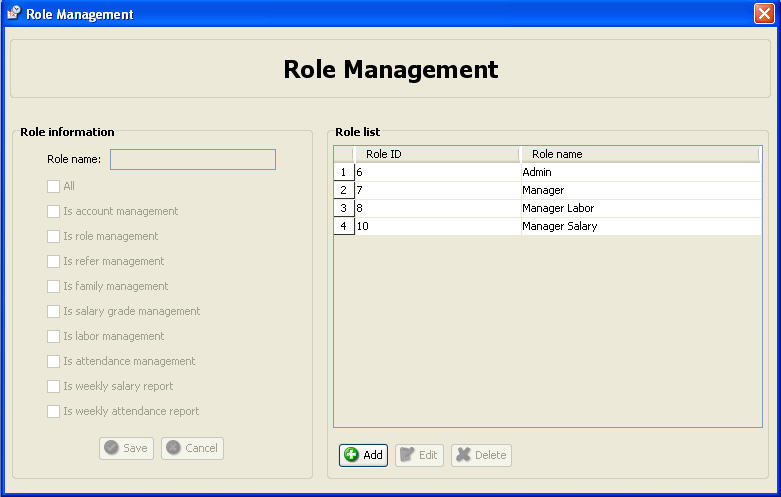 Role Management
Role Management
Role information
Role name:
All
Is account management
Is role management
Is refer management
Is family management
Is salary grade management
Is labor management
Is attendance management
Is weekly salary report
Is weekly attendance report
Save Cancel
Role list
Role ID Role name
1 6 Admin
2 7 Manager
3 8 Manager Labor
4 10 Manager Salary
Add Edit Delete